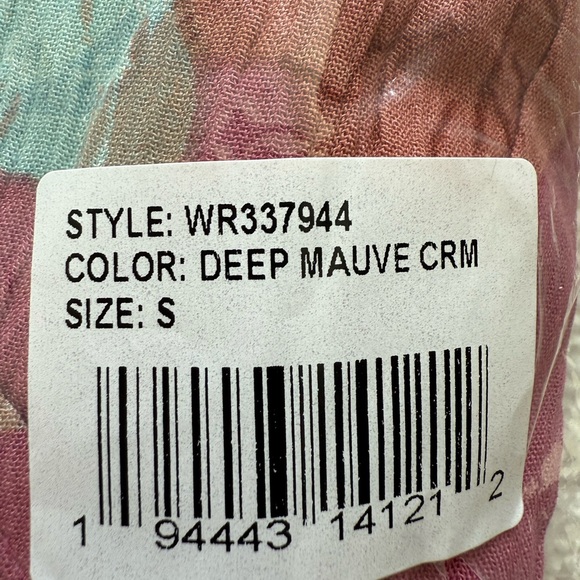 STYLE: WR337944
COLOR: DEEP MAUVE CRM
SIZE: S
1 94443 14121 2